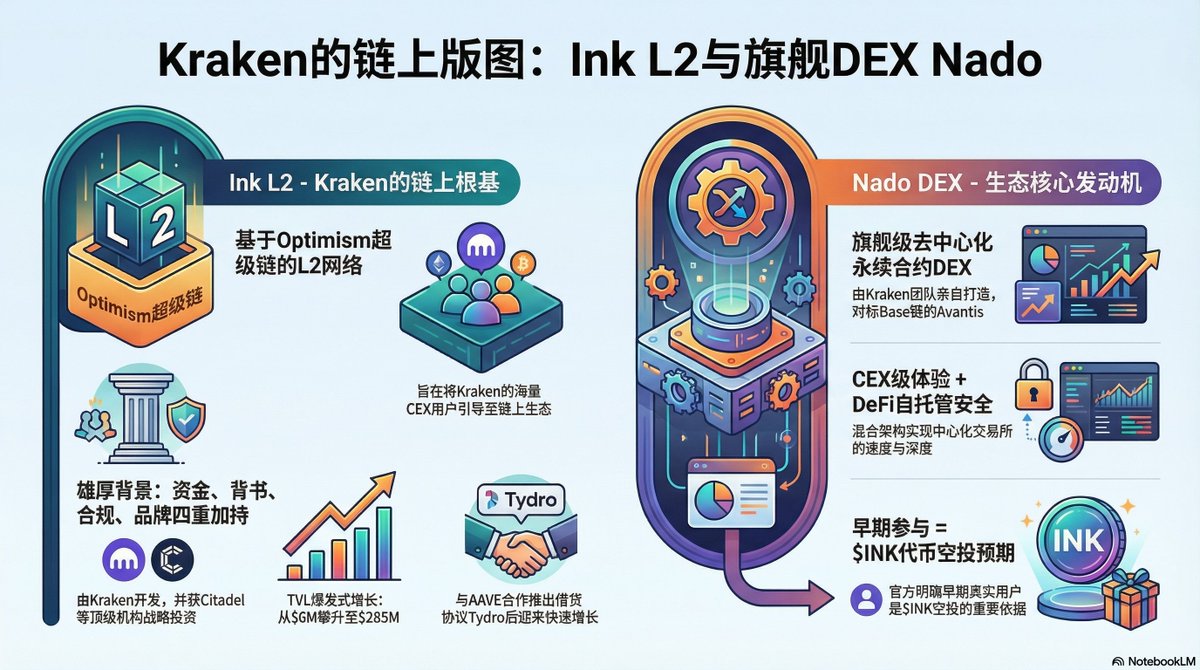 Kraken的链上版图：Ink L2与旗舰DEX Nado
Ink L2 - Kraken的链上根基
L2
Optimism超级链
基于Optimism超
级链的L2网络
旨在将Kraken的海量
CEX用户引导至链上生态
雄厚背景：资金、背书、
合规、品牌四重加持
由Kraken开发，并获Citadel
等顶级机构战略投资
TVL爆发式增长：
从$GM攀升至$285M
Tydro
与AAVE合作推出借贷
协议Tydro后迎来快速增长
Nado DEX - 生态核心发动机
旗舰级去中心化
永续合约DEX
由Kraken团队亲自打造，
对标Base链的Avantis
CEX级体验 +
DeFi自托管安全
混合架构实现中心化交易所
的速度与深度
早期参与 =
$INK代币空投预期
官方明确早期真实用户
是$INK空投的重要依据
INK
NotebookLM